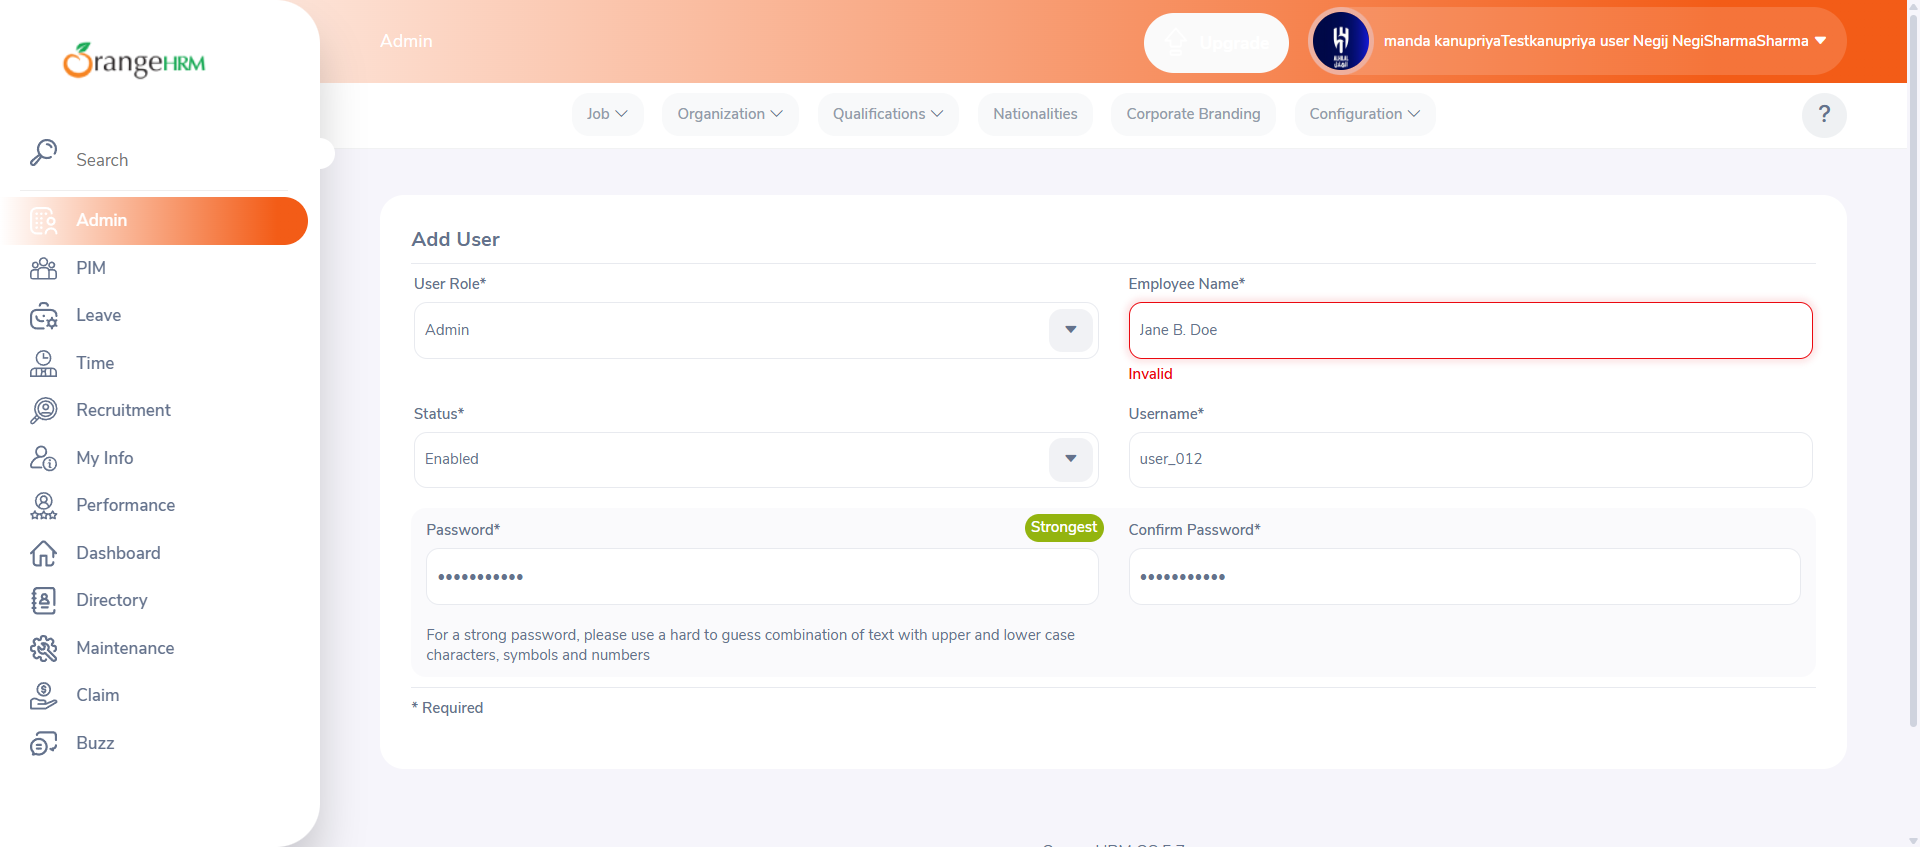 OrangeHRM
Admin
Upgrade
manda kanupriyaTestkanupriya user Negij NegiSharmaSharma
Job
Organization
Qualifications
Nationalities
Corporate Branding
Configuration
?
Search
Admin
PIM
Leave
Time
Recruitment
My Info
Performance
Dashboard
Directory
Maintenance
Claim
Buzz
Add User
User Role*
Employee Name*
Admin
Jane B. Doe
Invalid
Status*
Username*
Enabled
user_012
Password*
Strongest
Confirm Password*
•••••••••••
•••••••••••
For a strong password, please use a hard to guess combination of text with upper and lower case
characters, symbols and numbers
* Required